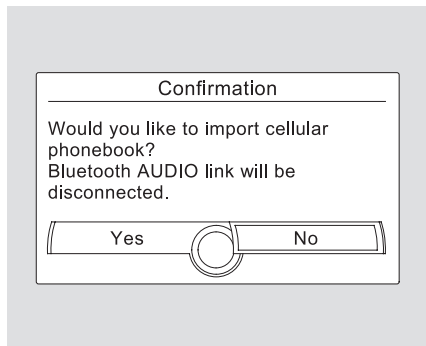 Confirmation
Would you like to import cellular
phonebook?
Bluetooth AUDIO link will be
disconnected.
Yes
No